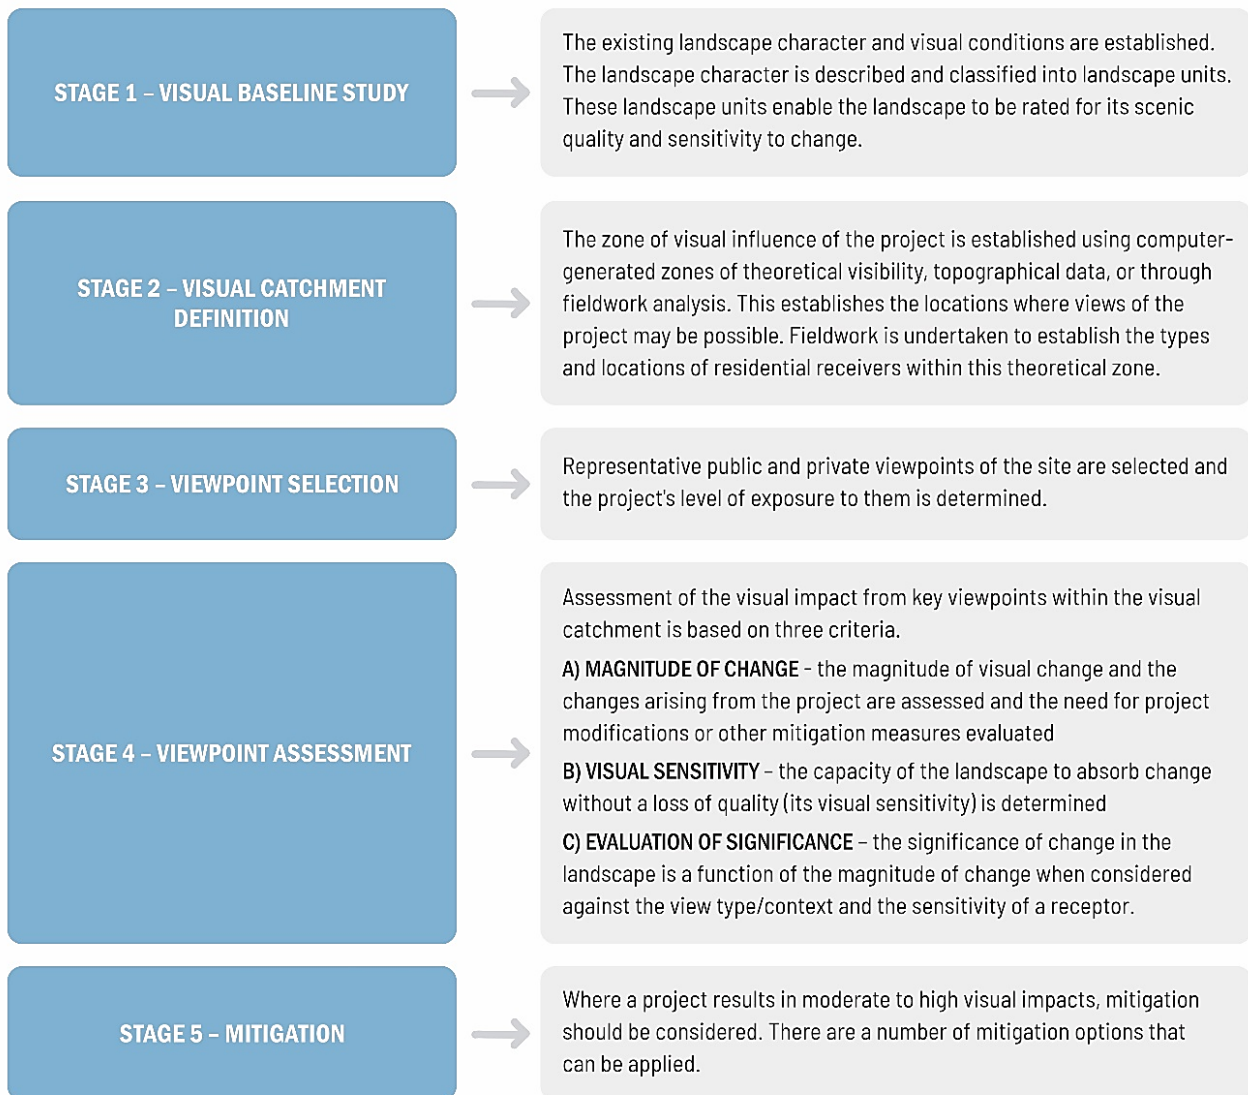 STAGE 1 – VISUAL BASELINE STUDY
The existing landscape character and visual conditions are established.
The landscape character is described and classified into landscape units.
These landscape units enable the landscape to be rated for its scenic
quality and sensitivity to change.
STAGE 2 – VISUAL CATCHMENT
DEFINITION
The zone of visual influence of the project is established using computer-
generated zones of theoretical visibility, topographical data, or through
fieldwork analysis. This establishes the locations where views of the
project may be possible. Fieldwork is undertaken to establish the types
and locations of residential receivers within this theoretical zone.
STAGE 3 – VIEWPOINT SELECTION
Representative public and private viewpoints of the site are selected and
the project's level of exposure to them is determined.
STAGE 4 – VIEWPOINT ASSESSMENT
Assessment of the visual impact from key viewpoints within the visual
catchment is based on three criteria.
A) MAGNITUDE OF CHANGE - the magnitude of visual change and the
changes arising from the project are assessed and the need for project
modifications or other mitigation measures evaluated
B) VISUAL SENSITIVITY – the capacity of the landscape to absorb change
without a loss of quality (its visual sensitivity) is determined
C) EVALUATION OF SIGNIFICANCE – the significance of change in the
landscape is a function of the magnitude of change when considered
against the view type/context and the sensitivity of a receptor.
STAGE 5 – MITIGATION
Where a project results in moderate to high visual impacts, mitigation
should be considered. There are a number of mitigation options that
can be applied.